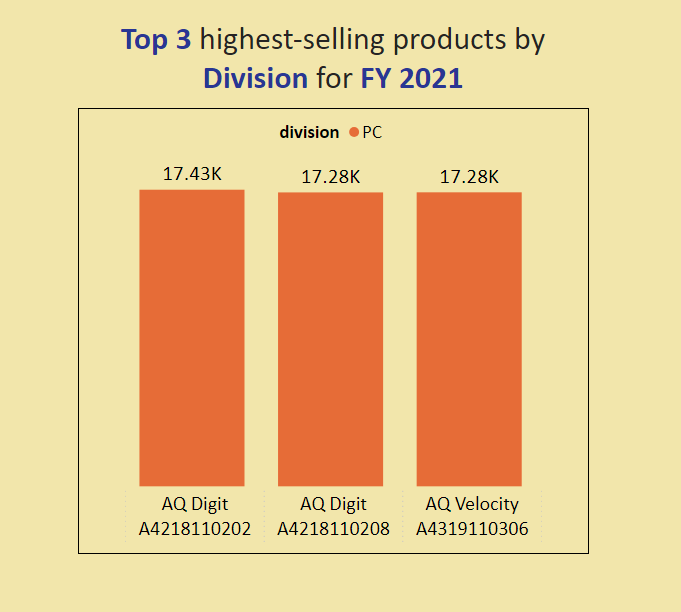 Top 3 highest-selling products by
Division for FY 2021
division PC
17.43K 17.28K 17.28K
AQ Digit AQ Digit AQ Velocity
A4218110202 A4218110208 A4319110306